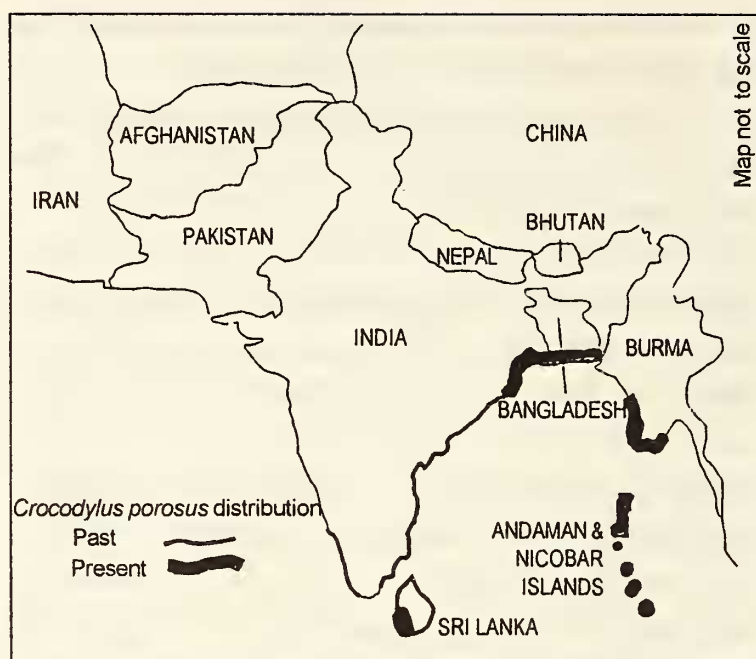 Map not to scale
AFGHANISTAN
CHINA
IRAN
PAKISTAN
BHUTAN
NEPAL
INDIA
BURMA
BANGLADESH
Crocodylus porosus distribution
Past
Present
ANDAMAN &
NICOBAR
ISLANDS
SRI LANKA